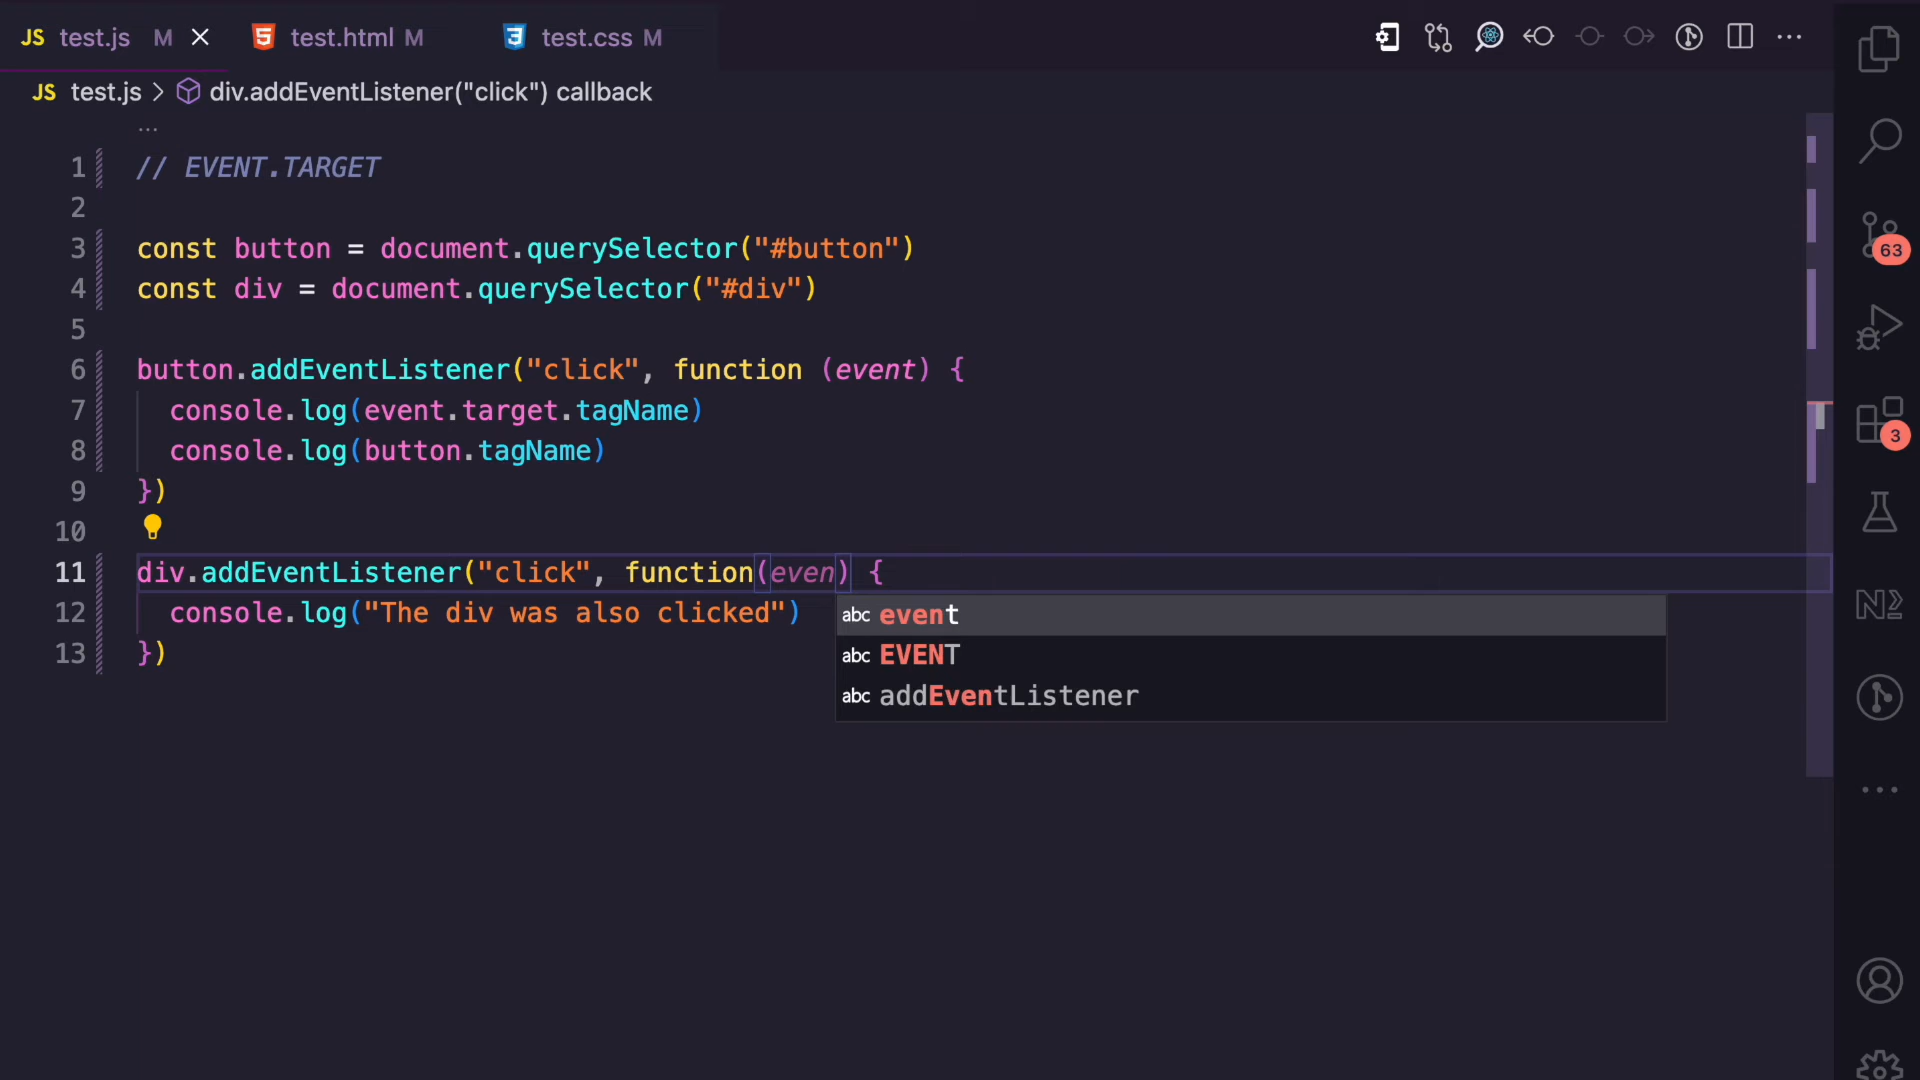 JS test.js M
test.html M
3 test.css M
JS test.js > div.addEventListener("click") callback
...
1 // EVENT.TARGET
2
3 const button = document.querySelector("#button")
4 const div = document.querySelector("#div")
5
6 button.addEventListener("click", function (event) {
7 console.log(event.target.tagName)
8 console.log(button.tagName)
9 })
10
11 div.addEventListener("click", function(even) {
12 console.log("The div was also clicked")
13 })
abc event
abc EVENT
abc addEventListener
63
3